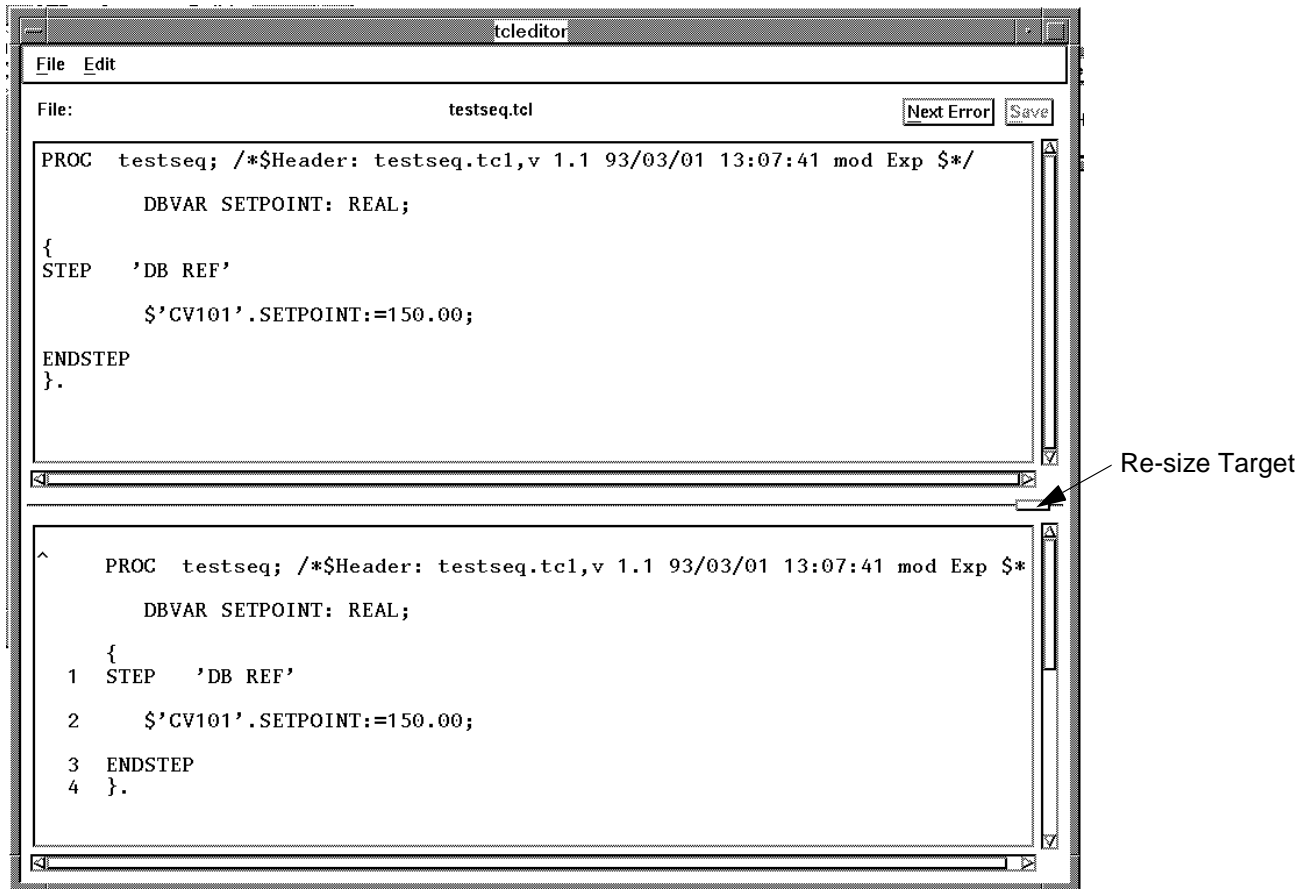 tcleditor
File Edit
File: testseq.tcl Next Error Save
PROC testseq; /*$Header: testseq.tcl,v 1.1 93/03/01 13:07:41 mod Exp $*/
DBVAR SETPOINT: REAL;
{
STEP 'DB REF'
$'CV101'.SETPOINT:=150.00;
ENDSTEP
}.
Re-size Target
^
PROC testseq; /*$Header: testseq.tcl,v 1.1 93/03/01 13:07:41 mod Exp $*
DBVAR SETPOINT: REAL;
{
1 STEP 'DB REF'
2 $'CV101'.SETPOINT:=150.00;
3 ENDSTEP
4 }.